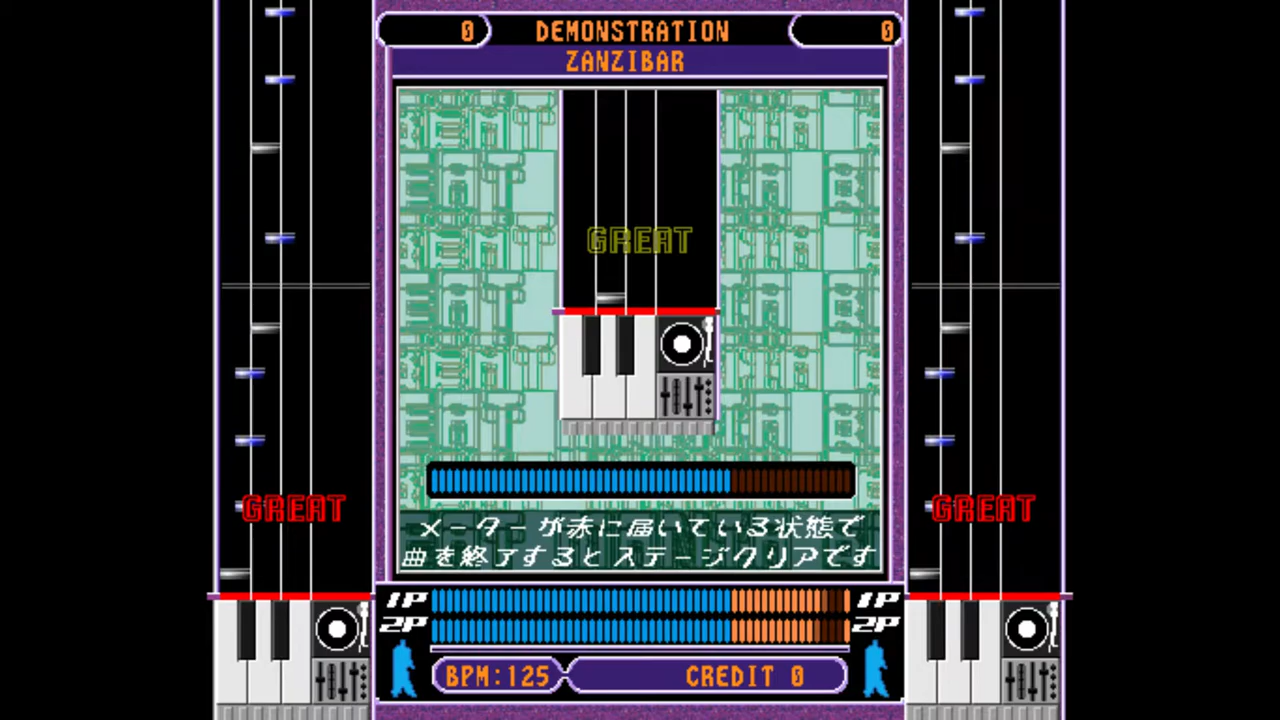 0 DEMONSTRATION 0
ZANZIBAR
GREAT
GREAT GREAT
メーターが赤に届いている状態で
曲を終了するとステージクリアです
1P 1P
2P 2P
BPM:125 CREDIT 0